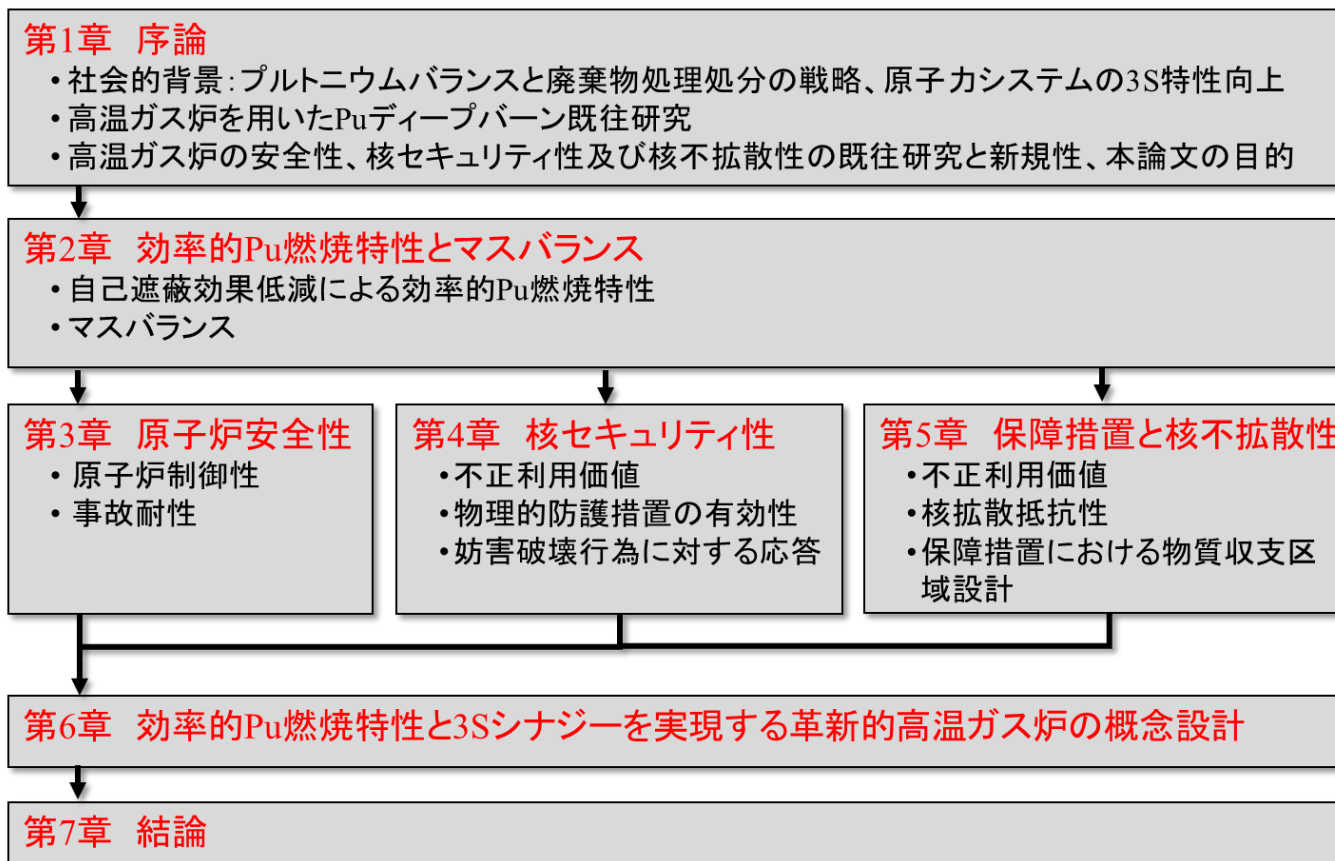 第1章　序論
・社会的背景：プルトニウムバランスと廃棄物処理処分の戦略、原子力システムの3S特性向上
・高温ガス炉を用いたPuディープバーン既往研究
・高温ガス炉の安全性、核セキュリティ性及び核不拡散性の既往研究と新規性、本論文の目的
第2章　効率的Pu燃焼特性とマスバランス
・自己遮蔽効果低減による効率的Pu燃焼特性
・マスバランス
第3章　原子炉安全性
・原子炉制御性
・事故耐性
第4章　核セキュリティ性
・不正利用価値
・物理的防護措置の有効性
・妨害破壊行為に対する応答
第5章　保障措置と核不拡散性
・不正利用価値
・核拡散抵抗性
・保障措置における物質収支区
域設計
第6章　効率的Pu燃焼特性と3Sシナジーを実現する革新的高温ガス炉の概念設計
第7章　結論